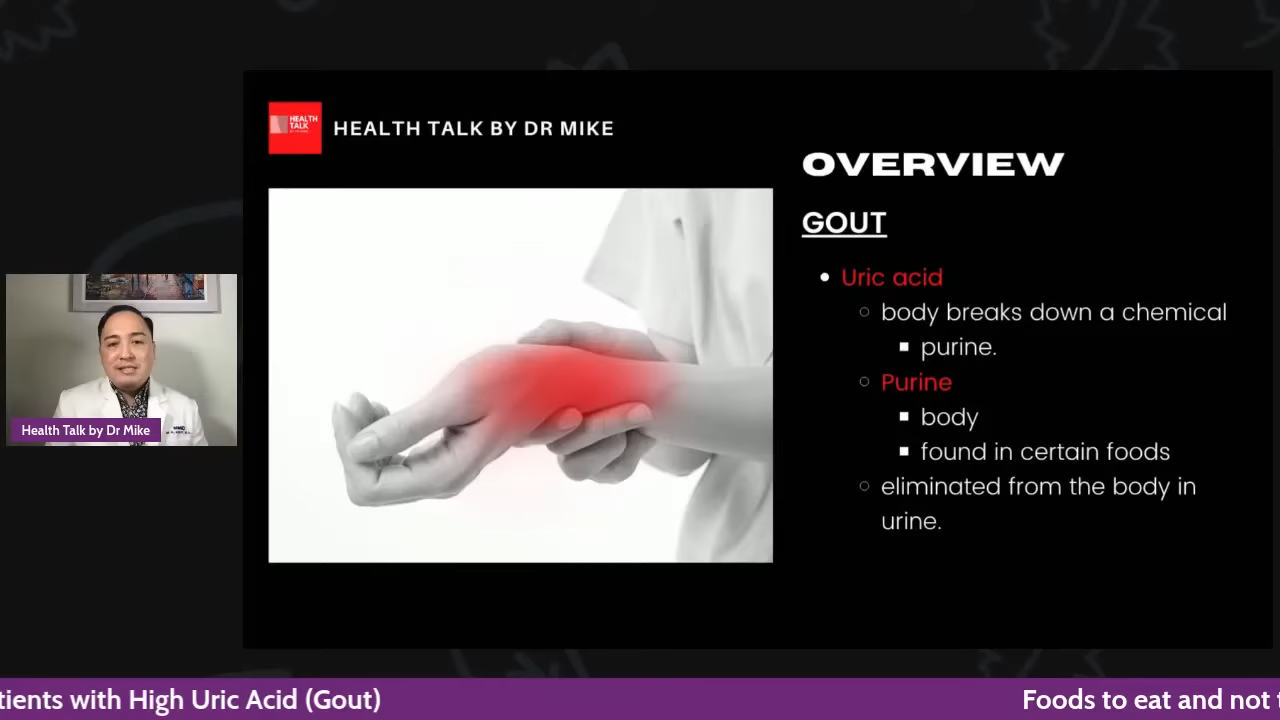 HEALTH
TALK
HEALTH TALK BY DR MIKE
OVERVIEW
GOUT
Uric acid
body breaks down a chemical
purine.
Purine
body
found in certain foods
eliminated from the body in
urine.
Health Talk by Dr Mike
with High Uric Acid (Gout)
Foods to eat and not